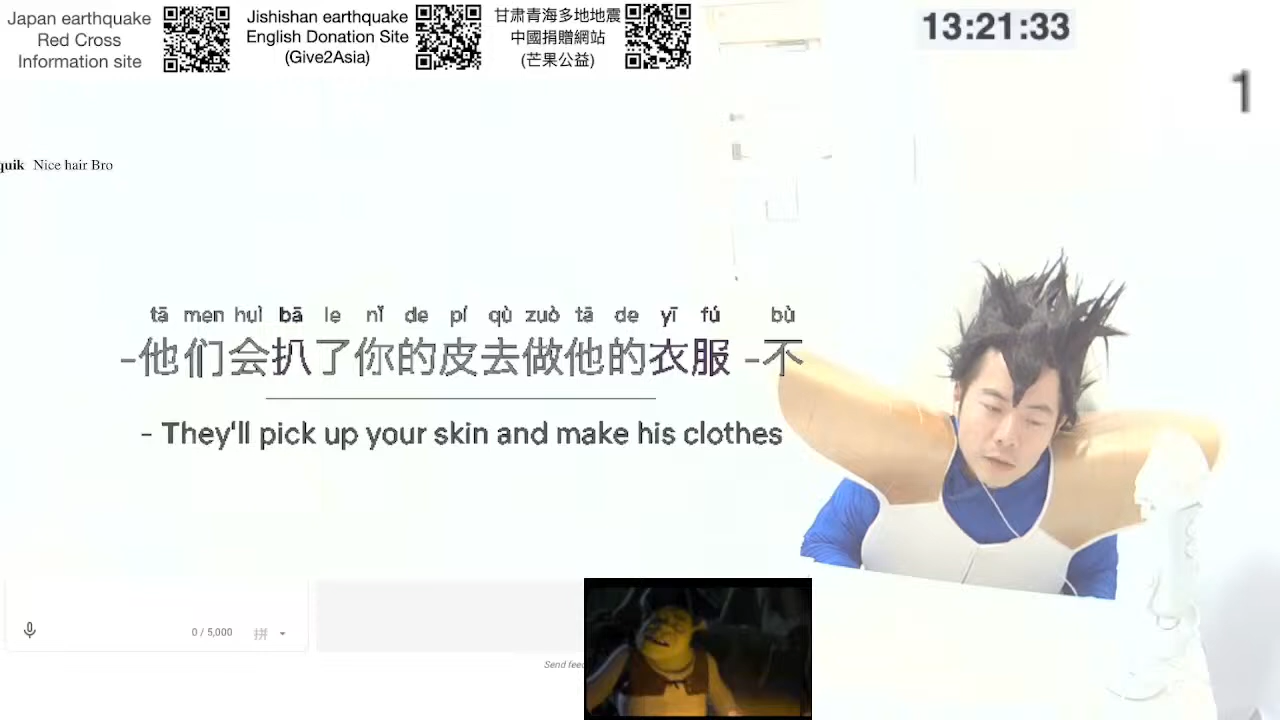 Japan earthquake
Red Cross
Information site
Jishishan earthquake
English Donation Site
(Give2Asia)
甘肅青海多地地震
中國捐贈網站
(芒果公益)
13:21:33
1
quik Nice hair Bro
tā men huì bā le nǐ de pí qù zuò tā de yī fú bù
-他们会扒了你的皮去做他的衣服 -不
- They'll pick up your skin and make his clothes
0 / 5,000 拼
Send feed